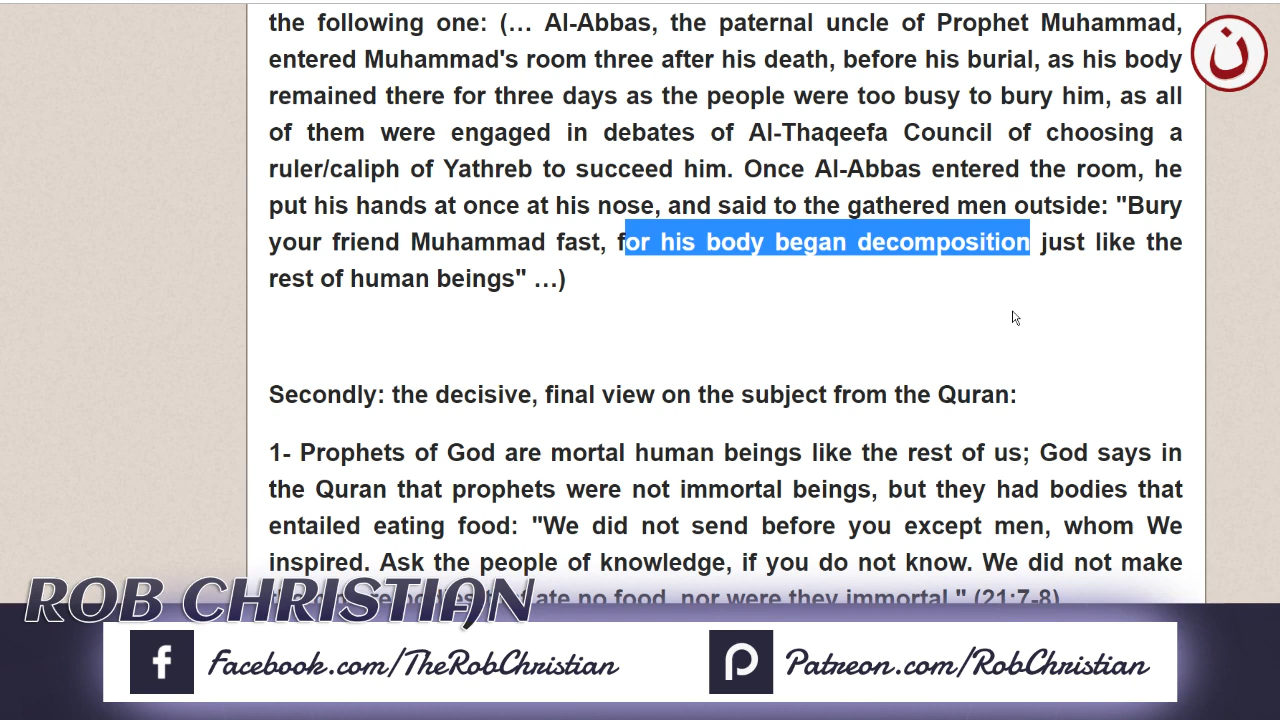 the following one: (… Al-Abbas, the paternal uncle of Prophet Muhammad,
entered Muhammad's room three after his death, before his burial, as his body
remained there for three days as the people were too busy to bury him, as all
of them were engaged in debates of Al-Thaqeefa Council of choosing a
ruler/caliph of Yathreb to succeed him. Once Al-Abbas entered the room, he
put his hands at once at his nose, and said to the gathered men outside: "Bury
your friend Muhammad fast, for his body began decomposition just like the
rest of human beings" …)
Secondly: the decisive, final view on the subject from the Quran:
1- Prophets of God are mortal human beings like the rest of us; God says in
the Quran that prophets were not immortal beings, but they had bodies that
entailed eating food: "We did not send before you except men, whom We
inspired. Ask the people of knowledge, if you do not know. We did not make
ate no food, nor were they immortal." (21:7-8)
ن
ROB CHRISTIAN
Facebook.com/TheRobChristian
Patreon.com/RobChristian